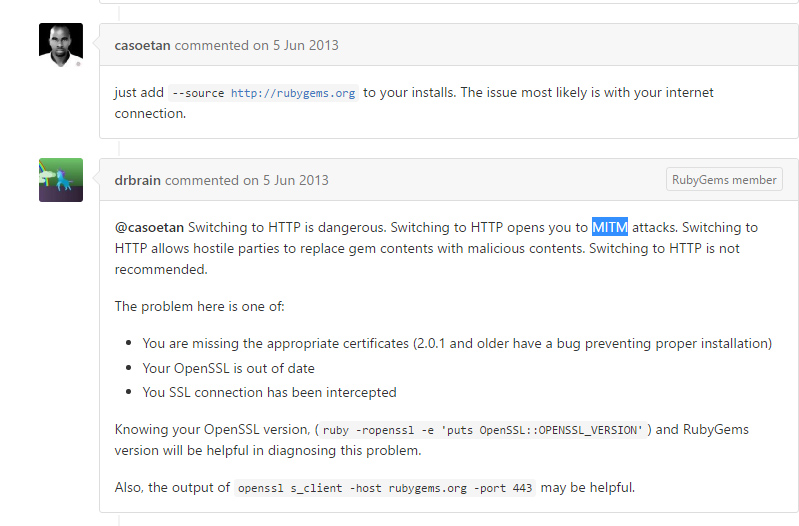 casoetan commented on 5 Jun 2013
just add --source http://rubygems.org to your installs. The issue most likely is with your internet
connection.
drbrain commented on 5 Jun 2013
RubyGems member
@casoetan Switching to HTTP is dangerous. Switching to HTTP opens you to MITM attacks. Switching to
HTTP allows hostile parties to replace gem contents with malicious contents. Switching to HTTP is not
recommended.
The problem here is one of:
• You are missing the appropriate certificates (2.0.1 and older have a bug preventing proper installation)
• Your OpenSSL is out of date
• You SSL connection has been intercepted
Knowing your OpenSSL version, ( ruby -ropenssl -e 'puts OpenSSL::OPENSSL_VERSION' ) and RubyGems
version will be helpful in diagnosing this problem.
Also, the output of openssl s_client -host rubygems.org -port 443 may be helpful.